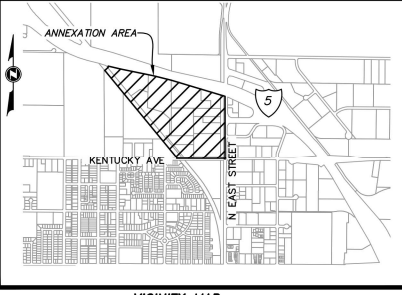 ANNEXATION AREA
5
KENTUCKY AVE
N EAST STREET
VICINITY MAP